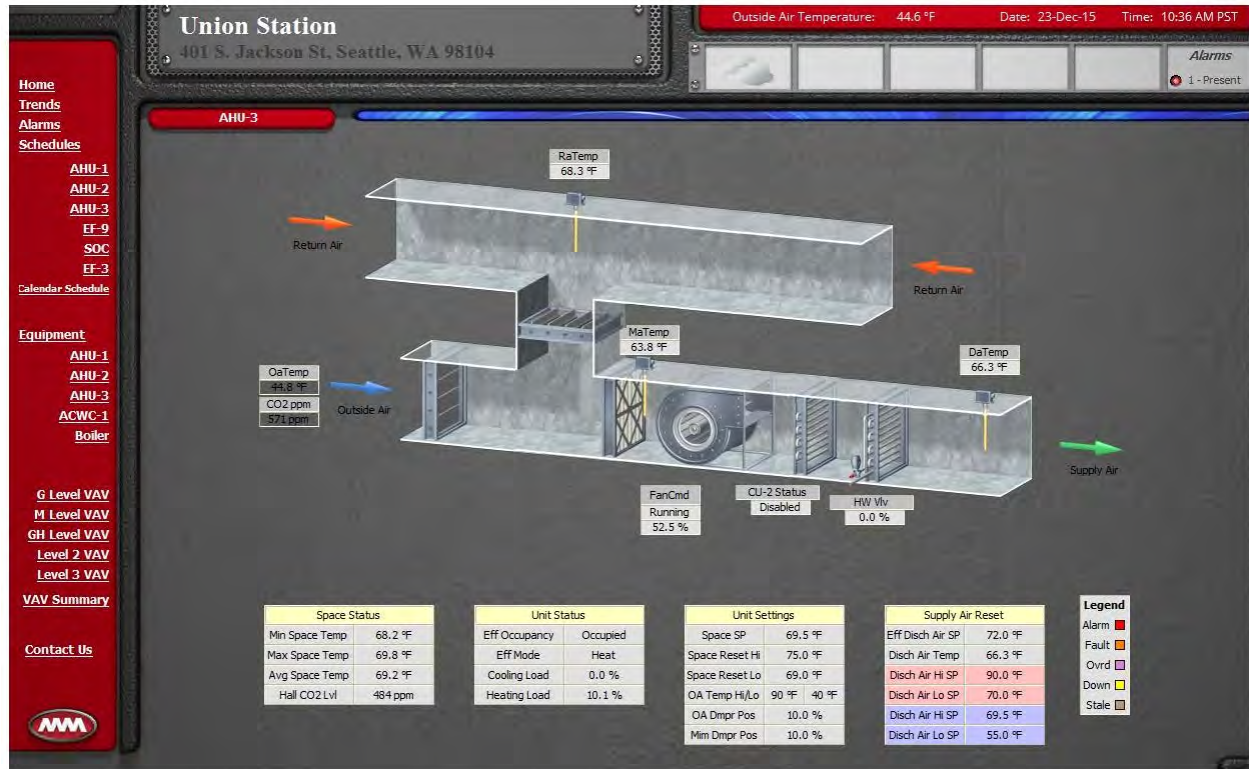 Union Station
401 S. Jackson St, Seattle, WA 98104
Outside Air Temperature: 44.6 °F Date: 23-Dec-15 Time: 10:36 AM PST
Alarms
1 - Present
Home
Trends
Alarms
Schedules
AHU-1
AHU-2
AHU-3
EF-9
SOC
EF-3
Calendar Schedule
Equipment
AHU-1
AHU-2
AHU-3
ACWC-1
Boiler
G Level VAV
M Level VAV
GH Level VAV
Level 2 VAV
Level 3 VAV
VAV Summary
Contact Us
MM
AHU-3
RaTemp
68.3 °F
Return Air
Return Air
MaTemp
63.8 °F
DaTemp
66.3 °F
OaTemp
44.8 °F
CO2 ppm
571 ppm
Outside Air
Supply Air
FanCmd
Running
52.5 %
CU-2 Status
Disabled
HW Vlv
0.0 %
Space Status
Min Space Temp 68.2 °F
Max Space Temp 69.8 °F
Avg Space Temp 69.2 °F
Hall CO2 Lvl 484 ppm
Unit Status
Eff Occupancy Occupied
Eff Mode Heat
Cooling Load 0.0 %
Heating Load 10.1 %
Unit Settings
Space SP 69.5 °F
Space Reset Hi 75.0 °F
Space Reset Lo 69.0 °F
OA Temp Hi/Lo 90 °F 40 °F
OA Dmpr Pos 10.0 %
Mim Dmpr Pos 10.0 %
Supply Air Reset
Eff Disch Air SP 72.0 °F
Disch Air Temp 66.3 °F
Disch Air Hi SP 90.0 °F
Disch Air Lo SP 70.0 °F
Disch Air Hi SP 69.5 °F
Disch Air Lo SP 55.0 °F
Legend
Alarm
Fault
Ovrd
Down
Stale